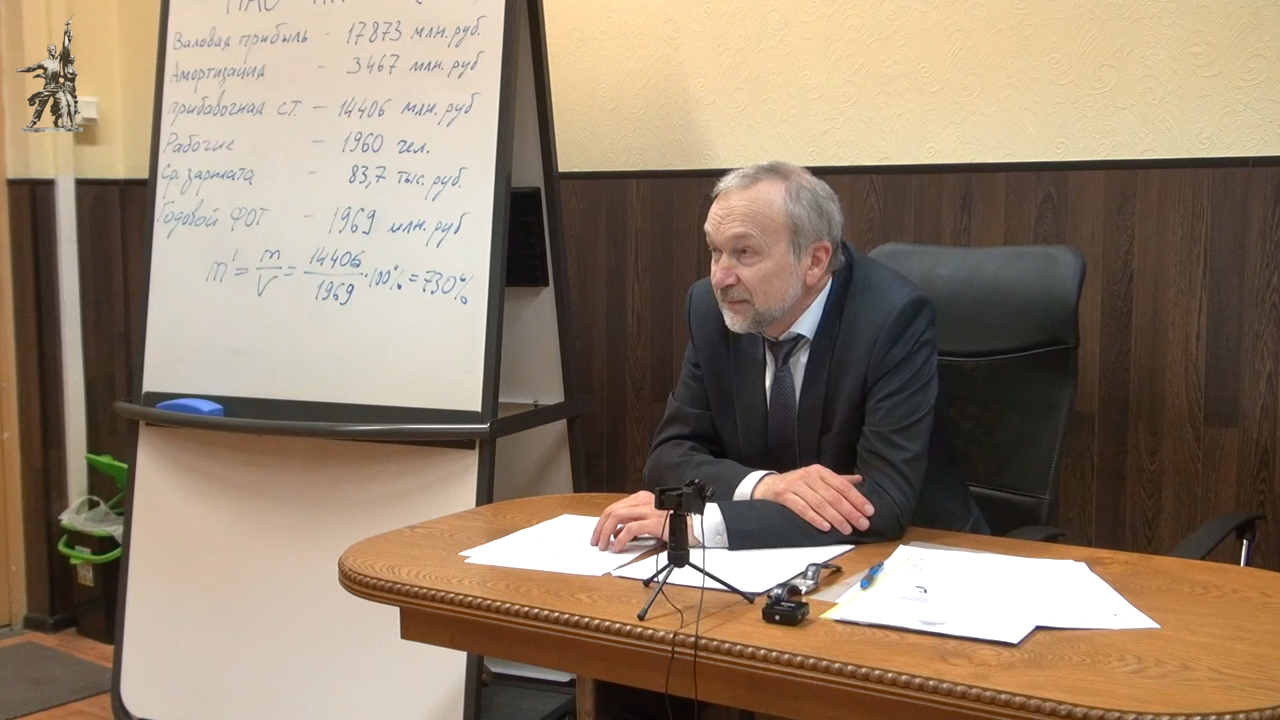 ПАО
Валовая прибыль - 17873 млн.руб.
Амортизация - 3467 млн.руб
прибавочная ст. - 14406 млн.руб
Рабочие - 1960 чел.
Ср.зарплата - 83,7 тыс.руб.
Годовой ФОТ - 1969 млн.руб
m' = m/v = 14406/1969 · 100% = 730%